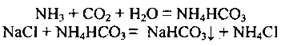 NH₃ + CO₂ + H₂O = NH₄HCO₃
NaCl + NH₄HCO₃ = NaHCO₃↓ + NH₄Cl